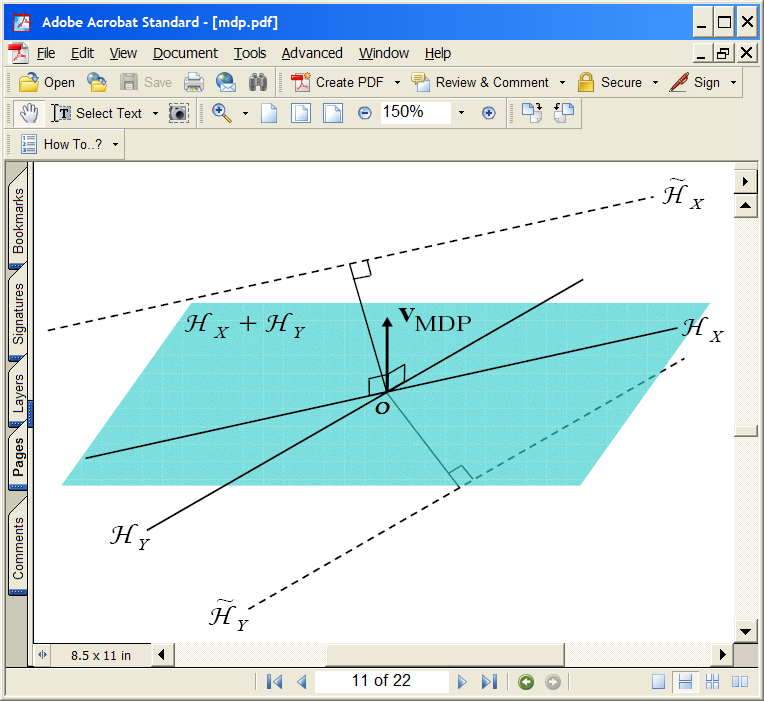 Adobe Acrobat Standard - [mdp.pdf]
File Edit View Document Tools Advanced Window Help
Open Save Create PDF Review & Comment Secure Sign
Select Text 150%
How To..?
Bookmarks
Signatures
Layers
Pages
Comments
H̃_X
H_X + H_Y
v_MDP
H_X
o
H_Y
H̃_Y
8.5 x 11 in
11 of 22